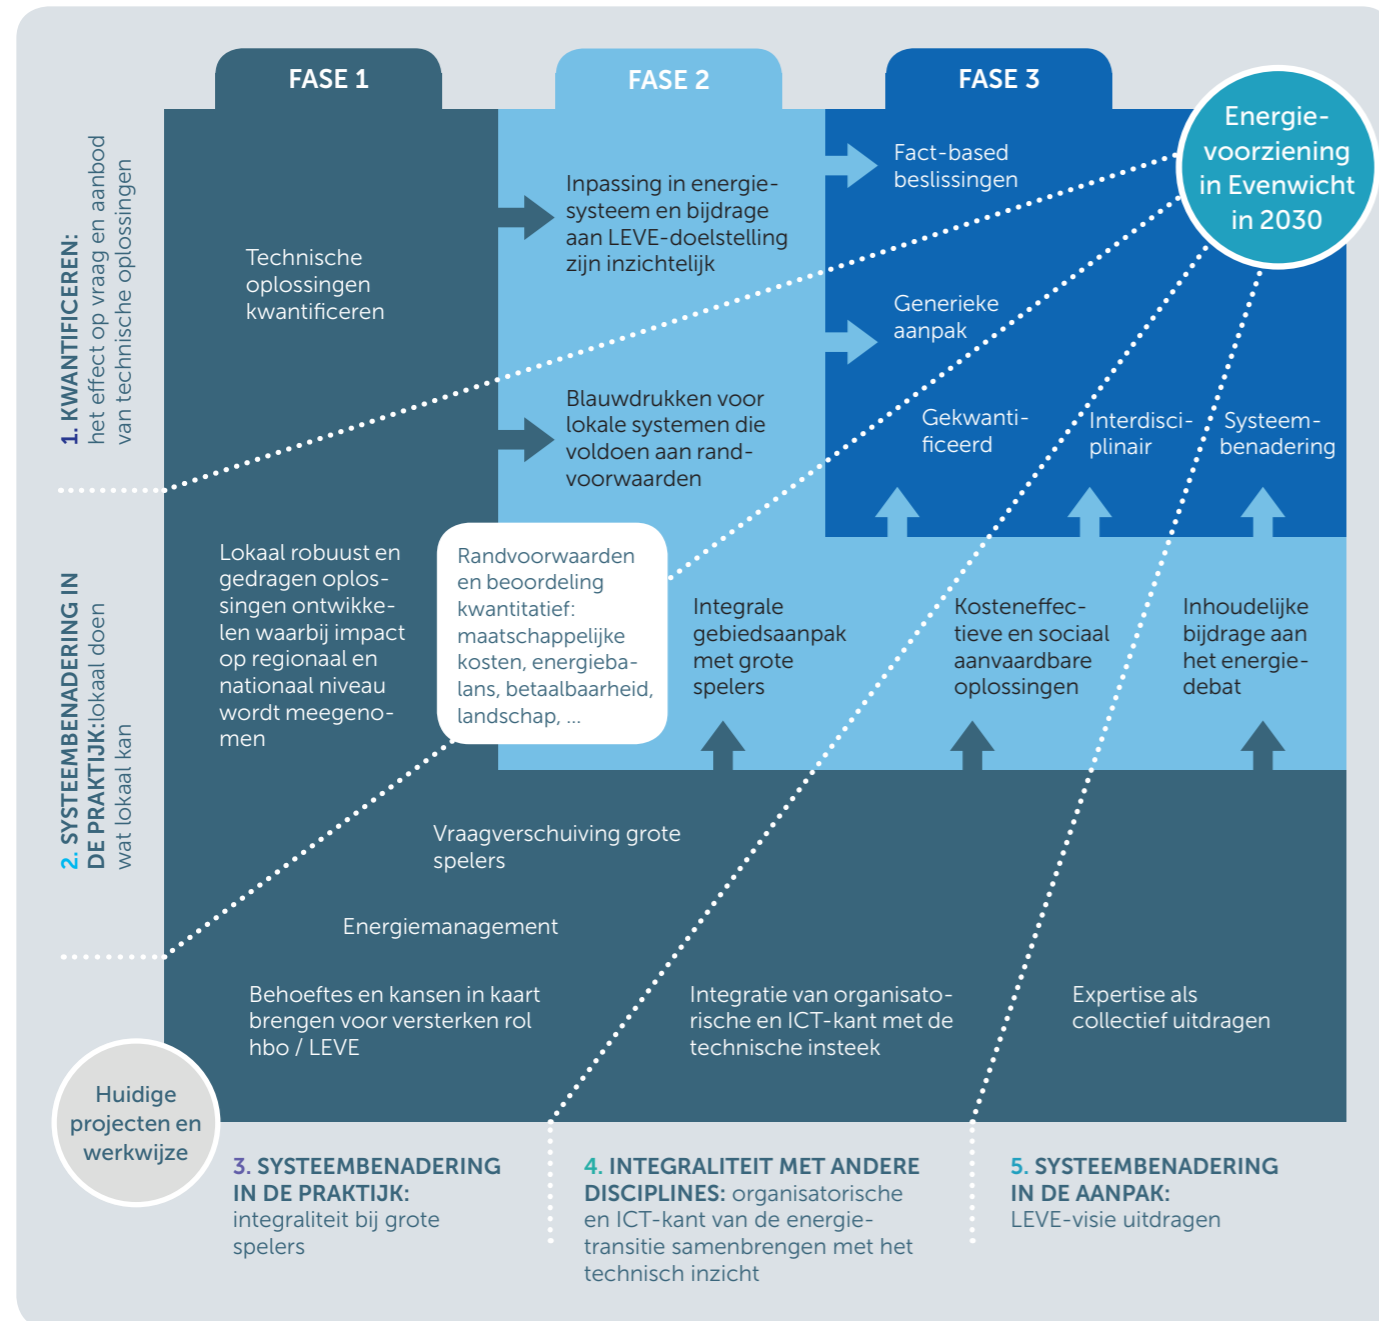 FASE 1
FASE 2
FASE 3
Energie-
voorziening
in Evenwicht
in 2030
1. KWANTIFICEREN:
het effect op vraag en aanbod
van technische oplossingen
Technische
oplossingen
kwantificeren
Inpassing in energie-
systeem en bijdrage
aan LEVE-doelstelling
zijn inzichtelijk
Fact-based
beslissingen
Generieke
aanpak
Blauwdrukken voor
lokale systemen die
voldoen aan rand-
voorwaarden
Gekwanti-
ficeerd
Interdisci-
plinair
Systeem-
benadering
2. SYSTEEMBENADERING IN
DE PRAKTIJK:lokaal doen
wat lokaal kan
Lokaal robuust en
gedragen oplos-
singen ontwikke-
len waarbij impact
op regionaal en
nationaal niveau
wordt meegeno-
men
Randvoorwaarden
en beoordeling
kwantitatief:
maatschappelijke
kosten, energieba-
lans, betaalbaarheid,
landschap, ...
Integrale
gebiedsaanpak
met grote
spelers
Kosteneffec-
tieve en sociaal
aanvaardbare
oplossingen
Inhoudelijke
bijdrage aan
het energie-
debat
Vraagverschuiving grote
spelers
Energiemanagement
Behoeftes en kansen in kaart
brengen voor versterken rol
hbo / LEVE
Integratie van organisato-
rische en ICT-kant met de
technische insteek
Expertise als
collectief uitdragen
Huidige
projecten en
werkwijze
3. SYSTEEMBENADERING
IN DE PRAKTIJK:
integraliteit bij grote
spelers
4. INTEGRALITEIT MET ANDERE
DISCIPLINES: organisatorische
en ICT-kant van de energie-
transitie samenbrengen met het
technisch inzicht
5. SYSTEEMBENADERING
IN DE AANPAK:
LEVE-visie uitdragen